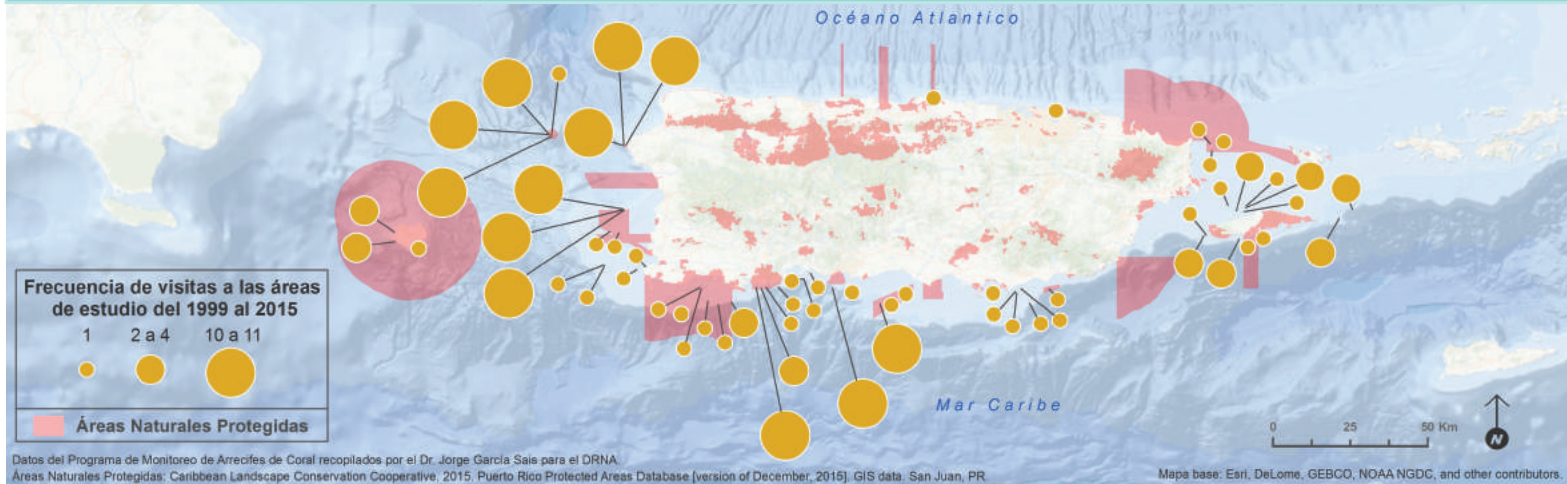 Océano Atlantico
Frecuencia de visitas a las áreas
de estudio del 1999 al 2015
1 2 a 4 10 a 11
Áreas Naturales Protegidas
Mar Caribe
0 25 50 Km
N
Datos del Programa de Monitoreo de Arrecifes de Coral recopilados por el Dr. Jorge García Sais para el DRNA.
Áreas Naturales Protegidas: Caribbean Landscape Conservation Cooperative. 2015. Puerto Rico Protected Areas Database [version of December, 2015]. GIS data. San Juan, PR.
Mapa base: Esri, DeLome, GEBCO, NOAA NGDC, and other contributors.